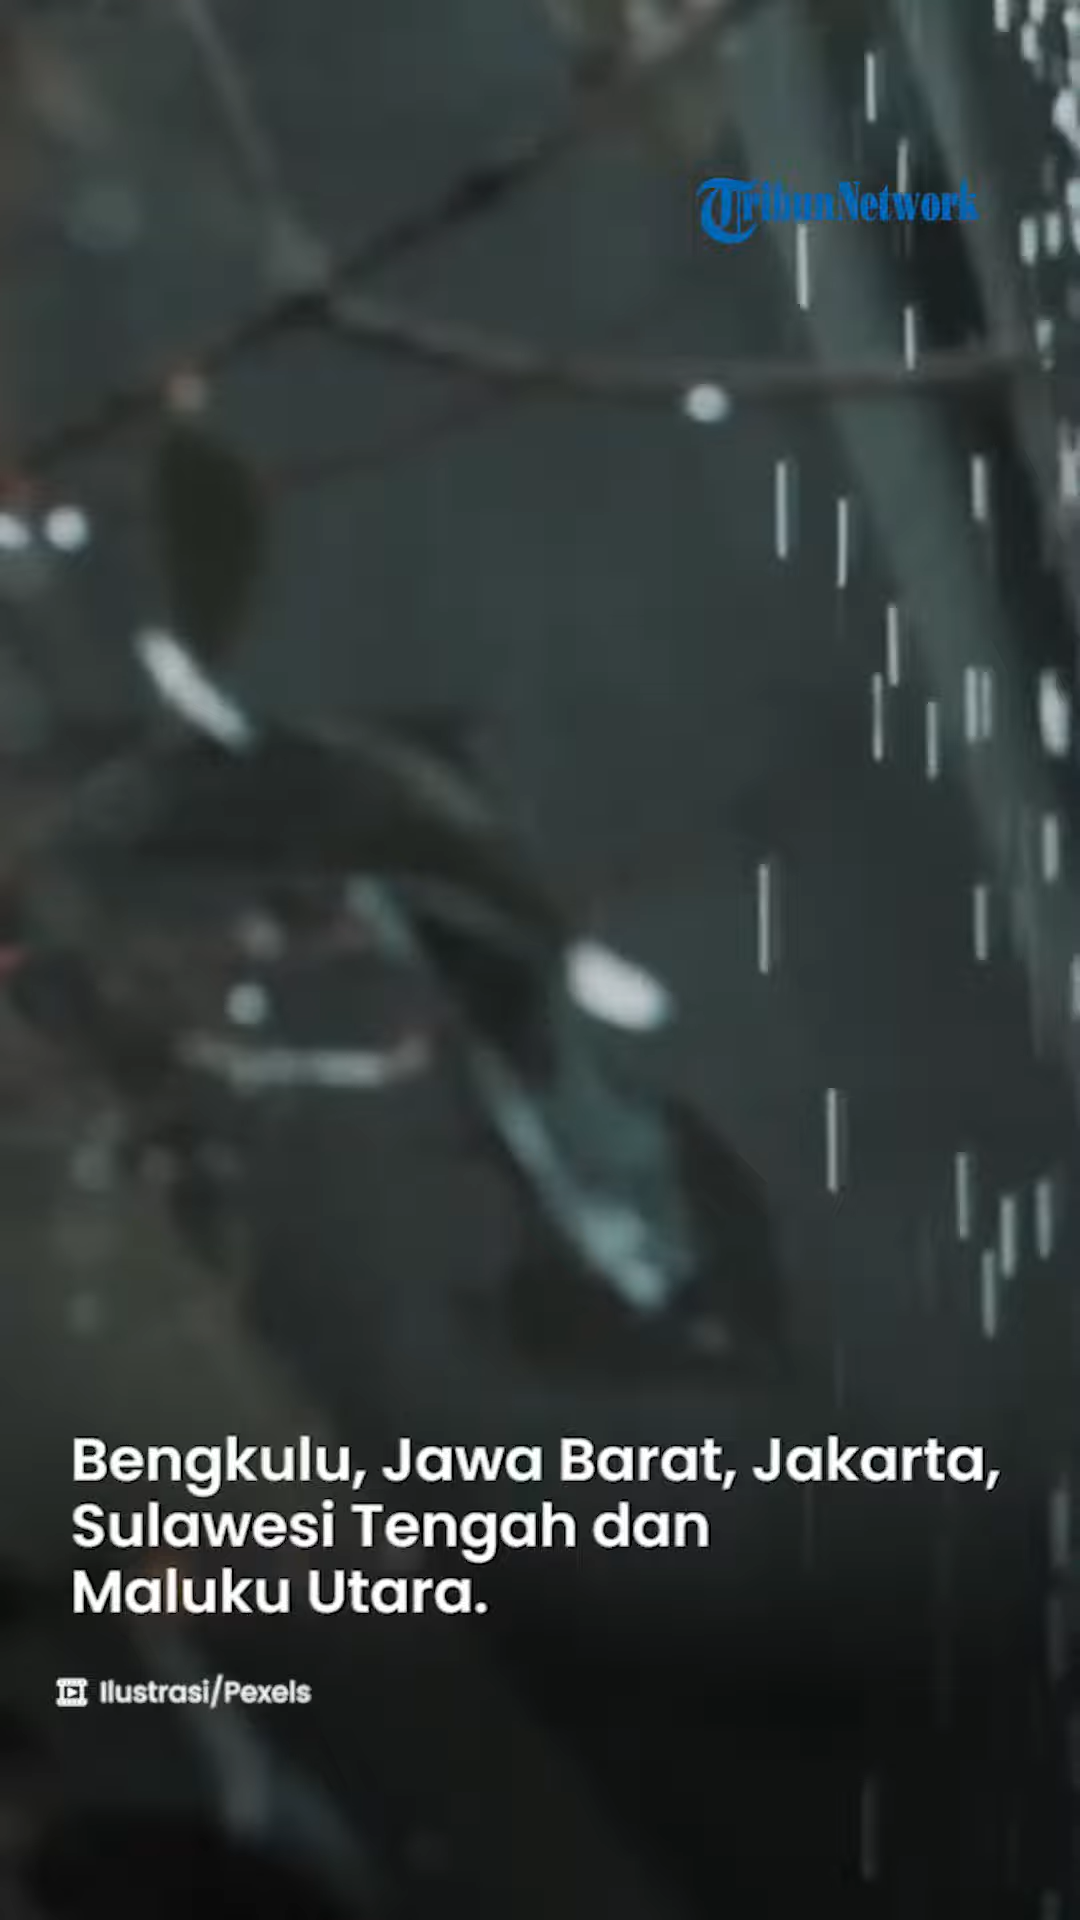 TribunNetwork
Bengkulu, Jawa Barat, Jakarta,
Sulawesi Tengah dan
Maluku Utara.
Ilustrasi/Pexels